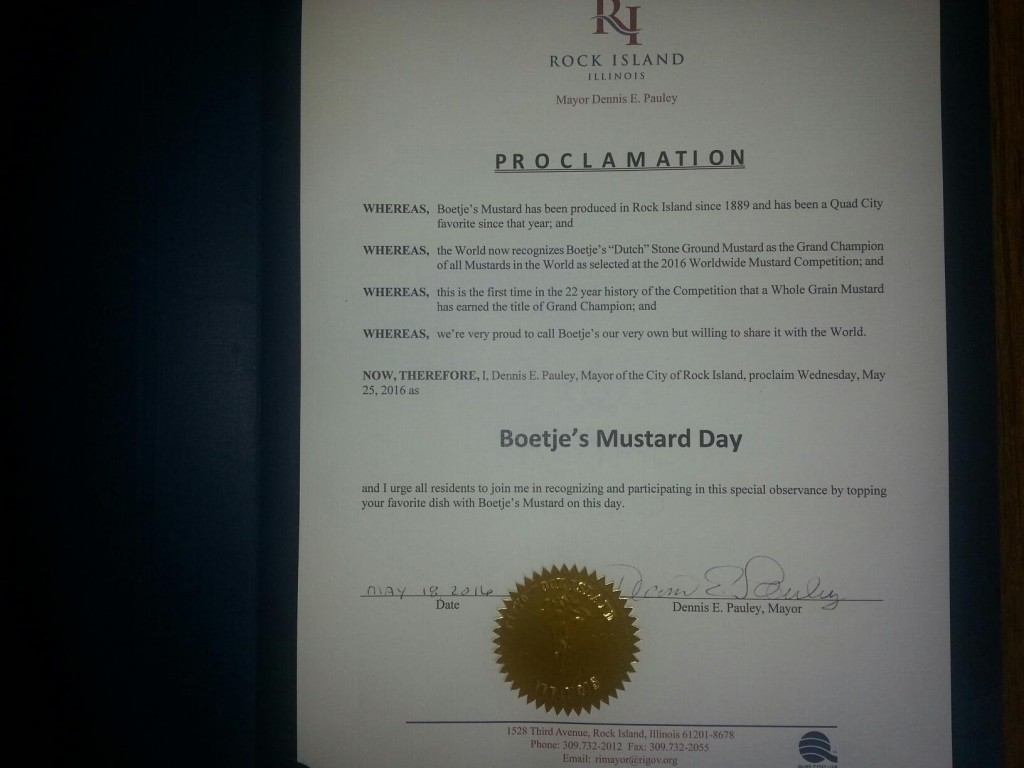 RI
ROCK ISLAND
ILLINOIS
Mayor Dennis E. Pauley
PROCLAMATION
WHEREAS, Boetje's Mustard has been produced in Rock Island since 1889 and has been a Quad City
favorite since that year; and
WHEREAS, the World now recognizes Boetje's "Dutch" Stone Ground Mustard as the Grand Champion
of all Mustards in the World as selected at the 2016 Worldwide Mustard Competition; and
WHEREAS, this is the first time in the 22 year history of the Competition that a Whole Grain Mustard
has earned the title of Grand Champion; and
WHEREAS, we're very proud to call Boetje's our very own but willing to share it with the World.
NOW, THEREFORE, I, Dennis E. Pauley, Mayor of the City of Rock Island, proclaim Wednesday, May
25, 2016 as
Boetje's Mustard Day
and I urge all residents to join me in recognizing and participating in this special observance by topping
your favorite dish with Boetje's Mustard on this day.
MAY 18 2016 Dennis E Pauley
Date Dennis E. Pauley, Mayor
ILLINOIS
1528 Third Avenue, Rock Island, Illinois 61201-8678
Phone: 309.732-2012 Fax: 309.732-2055
Email: rimayor@rigov.org